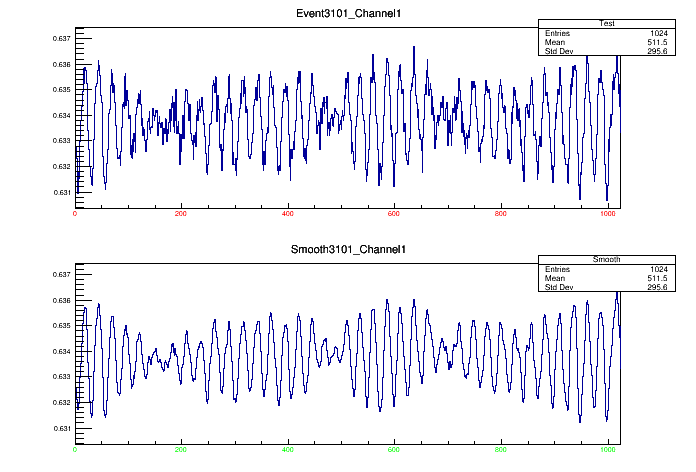 Event3101_Channel1
Test
Entries 1024
Mean 511.5
Std Dev 295.6
0.637
0.636
0.635
0.634
0.633
0.632
0.631
0 200 400 600 800 1000
Smooth3101_Channel1
Smooth
Entries 1024
Mean 511.5
Std Dev 295.6
0.637
0.636
0.635
0.634
0.633
0.632
0.631
0 200 400 600 800 1000